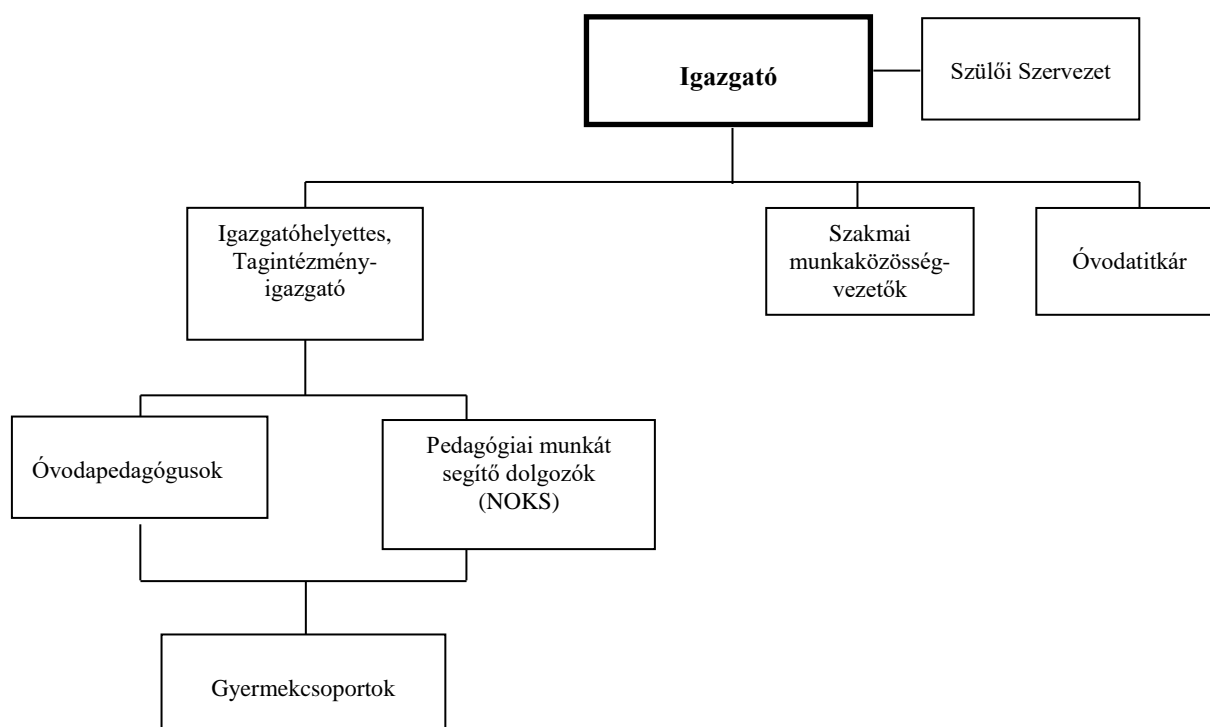 Igazgató
Szülői Szervezet
Igazgatóhelyettes,
Tagintézmény-
igazgató
Szakmai
munkaközösség-
vezetők
Óvodatitkár
Óvodapedagógusok
Pedagógiai munkát
segítő dolgozók
(NOKS)
Gyermekcsoportok